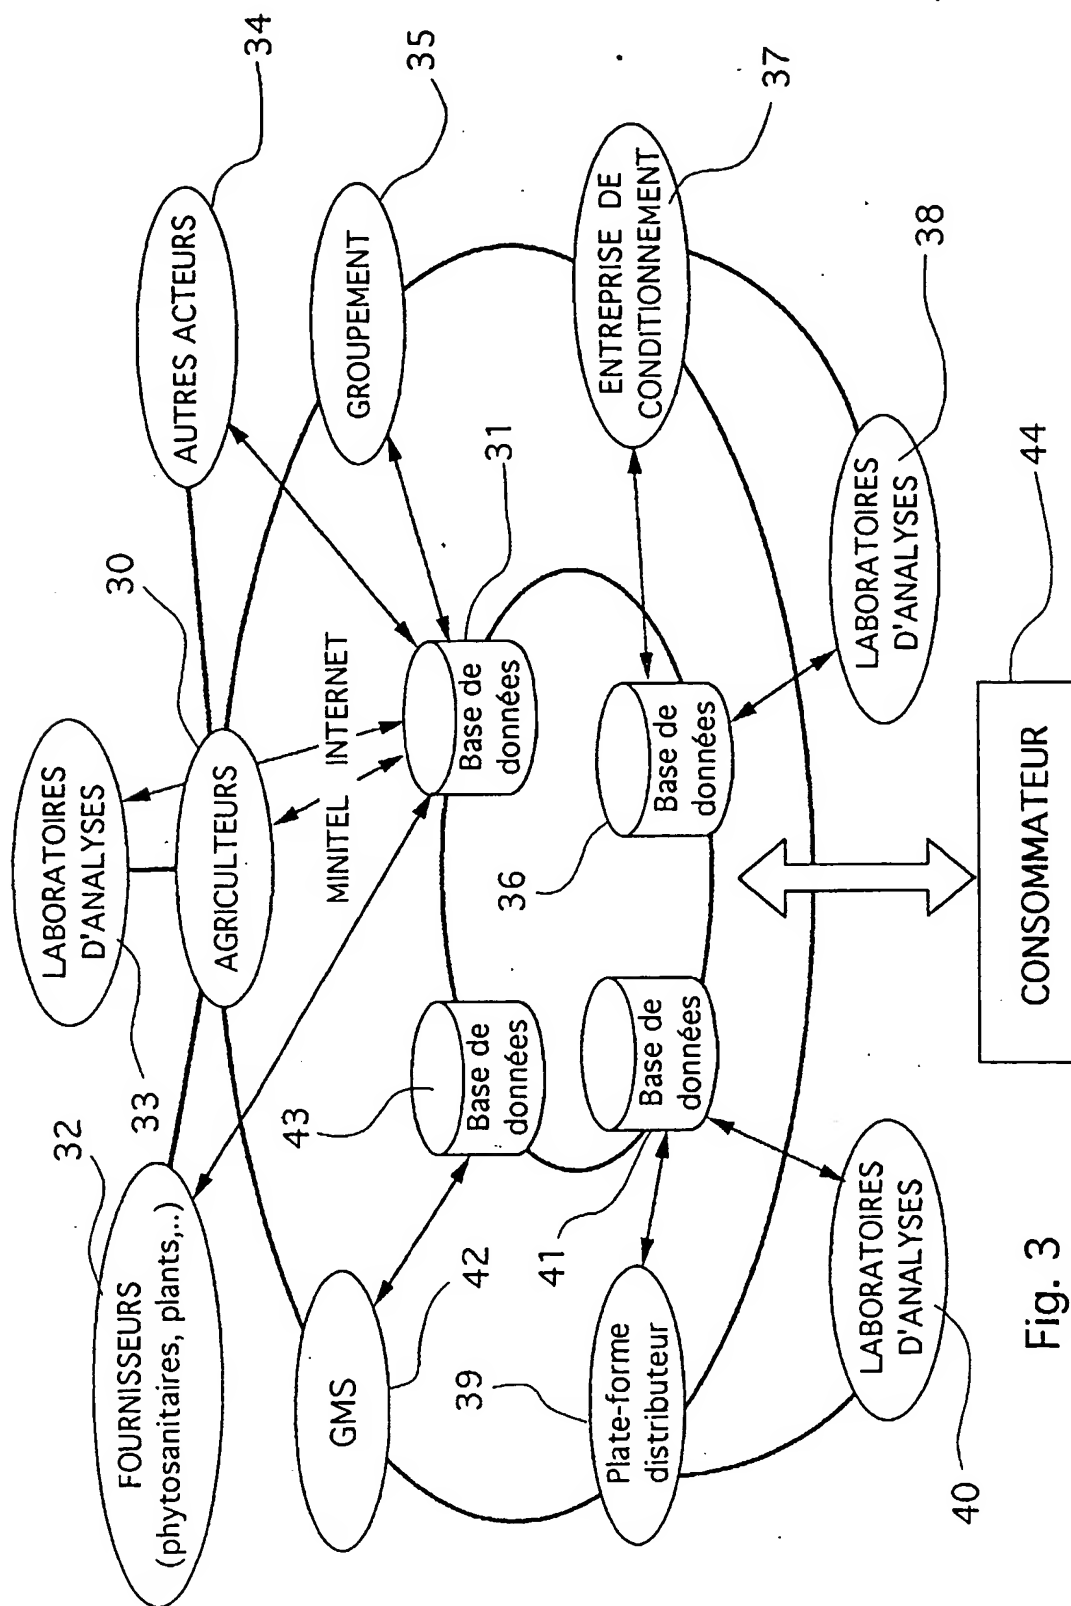 34
35
37
38
44
30
31
AUTRES ACTEURS
GROUPEMENT
ENTREPRISE DE
CONDITIONNEMENT
LABORATOIRES
D'ANALYSES
LABORATOIRES
D'ANALYSES
AGRICULTEURS
MINITEL INTERNET
Base de
données
Base de
données
36
CONSOMMATEUR
33
32
43
Base de
données
Base de
données
41
42
39
FOURNISSEURS
(phytosanitaires, plants,..)
GMS
Plate-forme
distributeur
LABORATOIRES
D'ANALYSES
40
Fig. 3